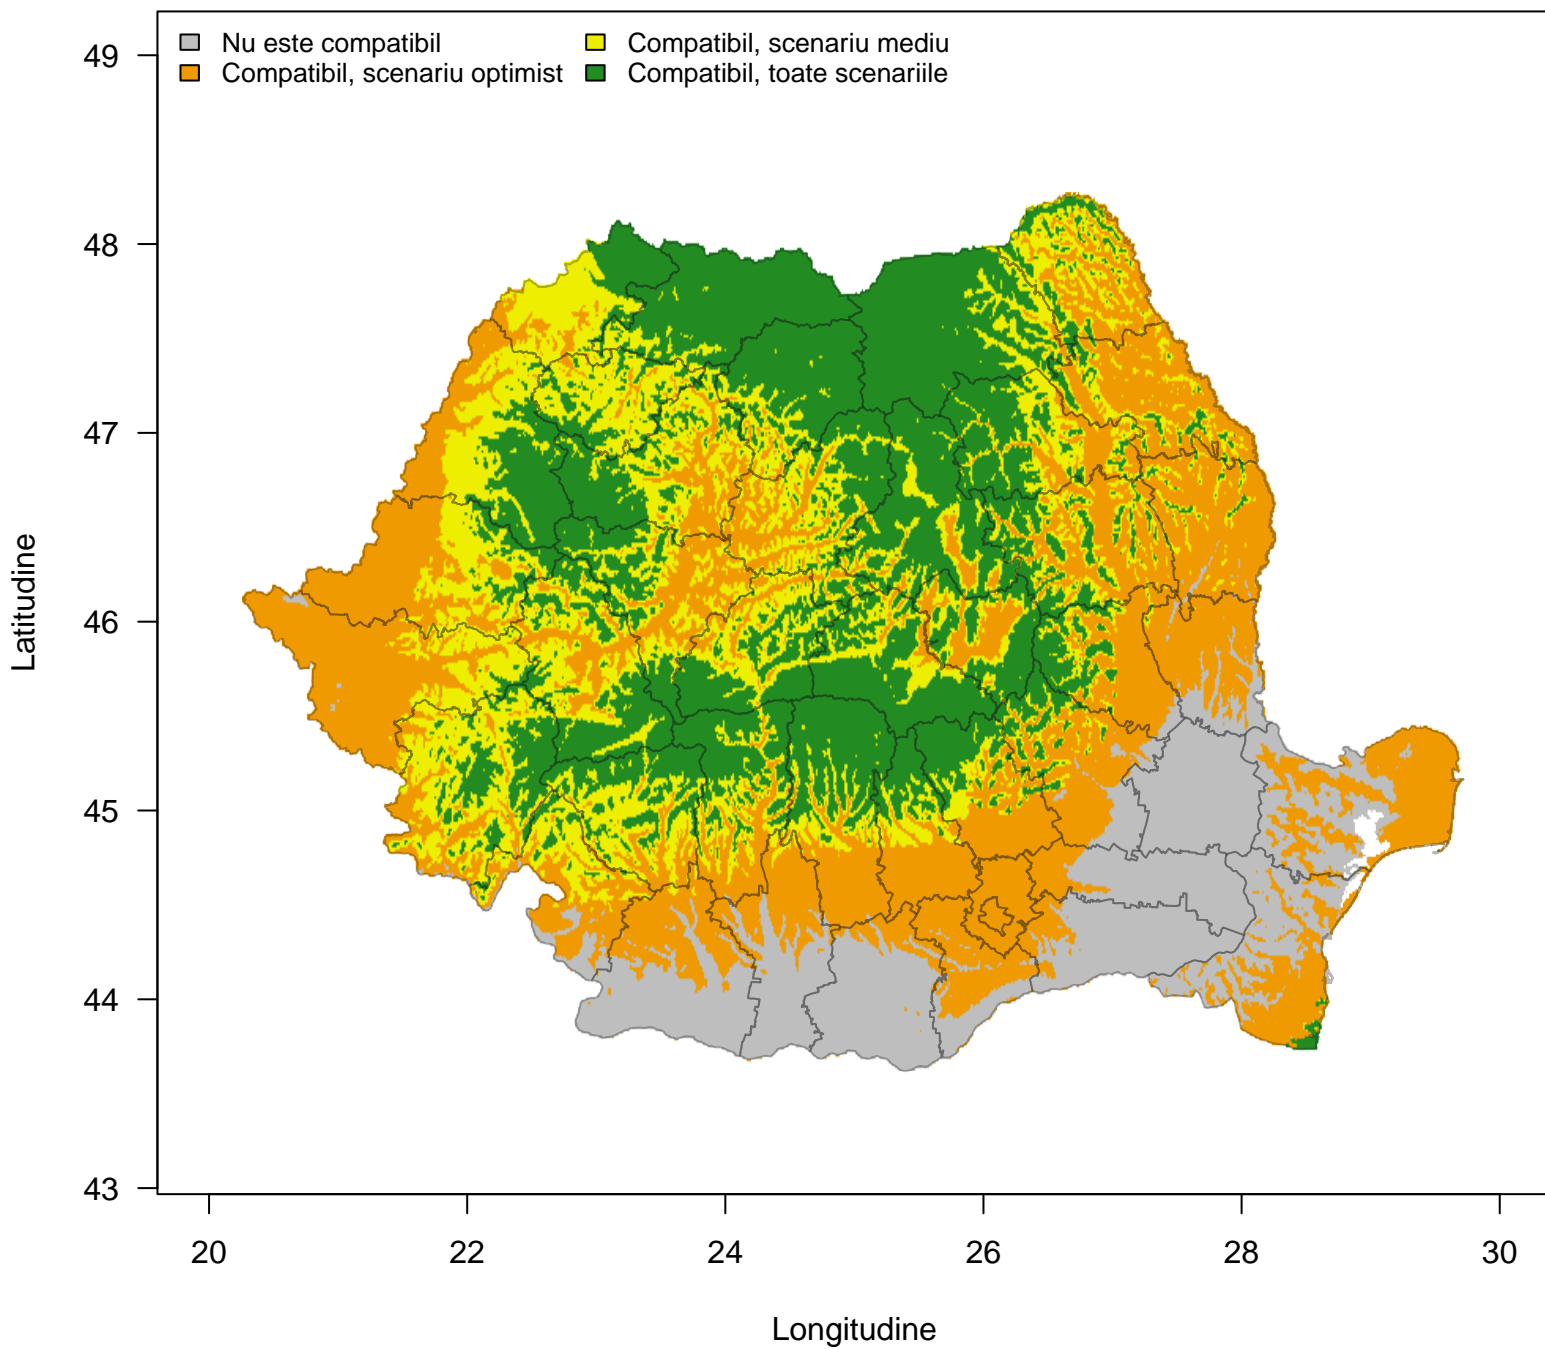 Nu este compatibil
Compatibil, scenariu optimist
Compatibil, scenariu mediu
Compatibil, toate scenariile
49
48
47
46
45
44
43
Latitudine
20 22 24 26 28 30
Longitudine